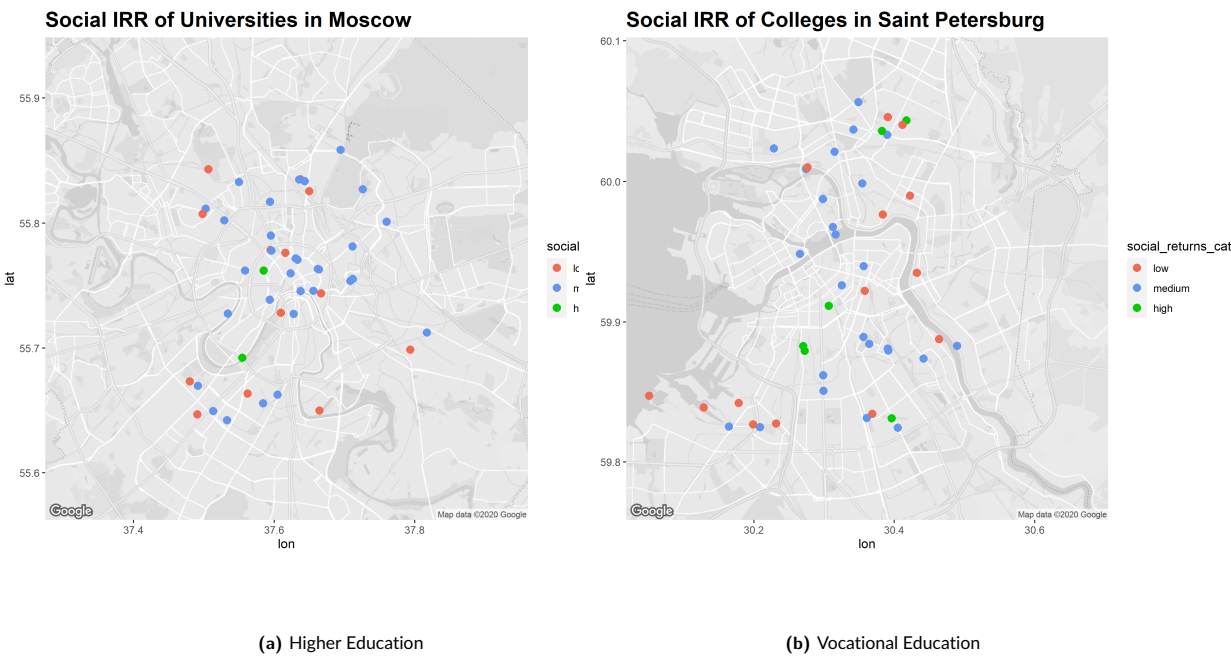 Social IRR of Universities in Moscow
55.9
55.8
55.7
55.6
lat
37.4
37.6
37.8
lon
Google
Map data ©2020 Google
social
lo
m
h
(a) Higher Education
Social IRR of Colleges in Saint Petersburg
60.1
60.0
59.9
59.8
lat
30.2
30.4
30.6
lon
Google
Map data ©2020 Google
social_returns_cat
low
medium
high
(b) Vocational Education